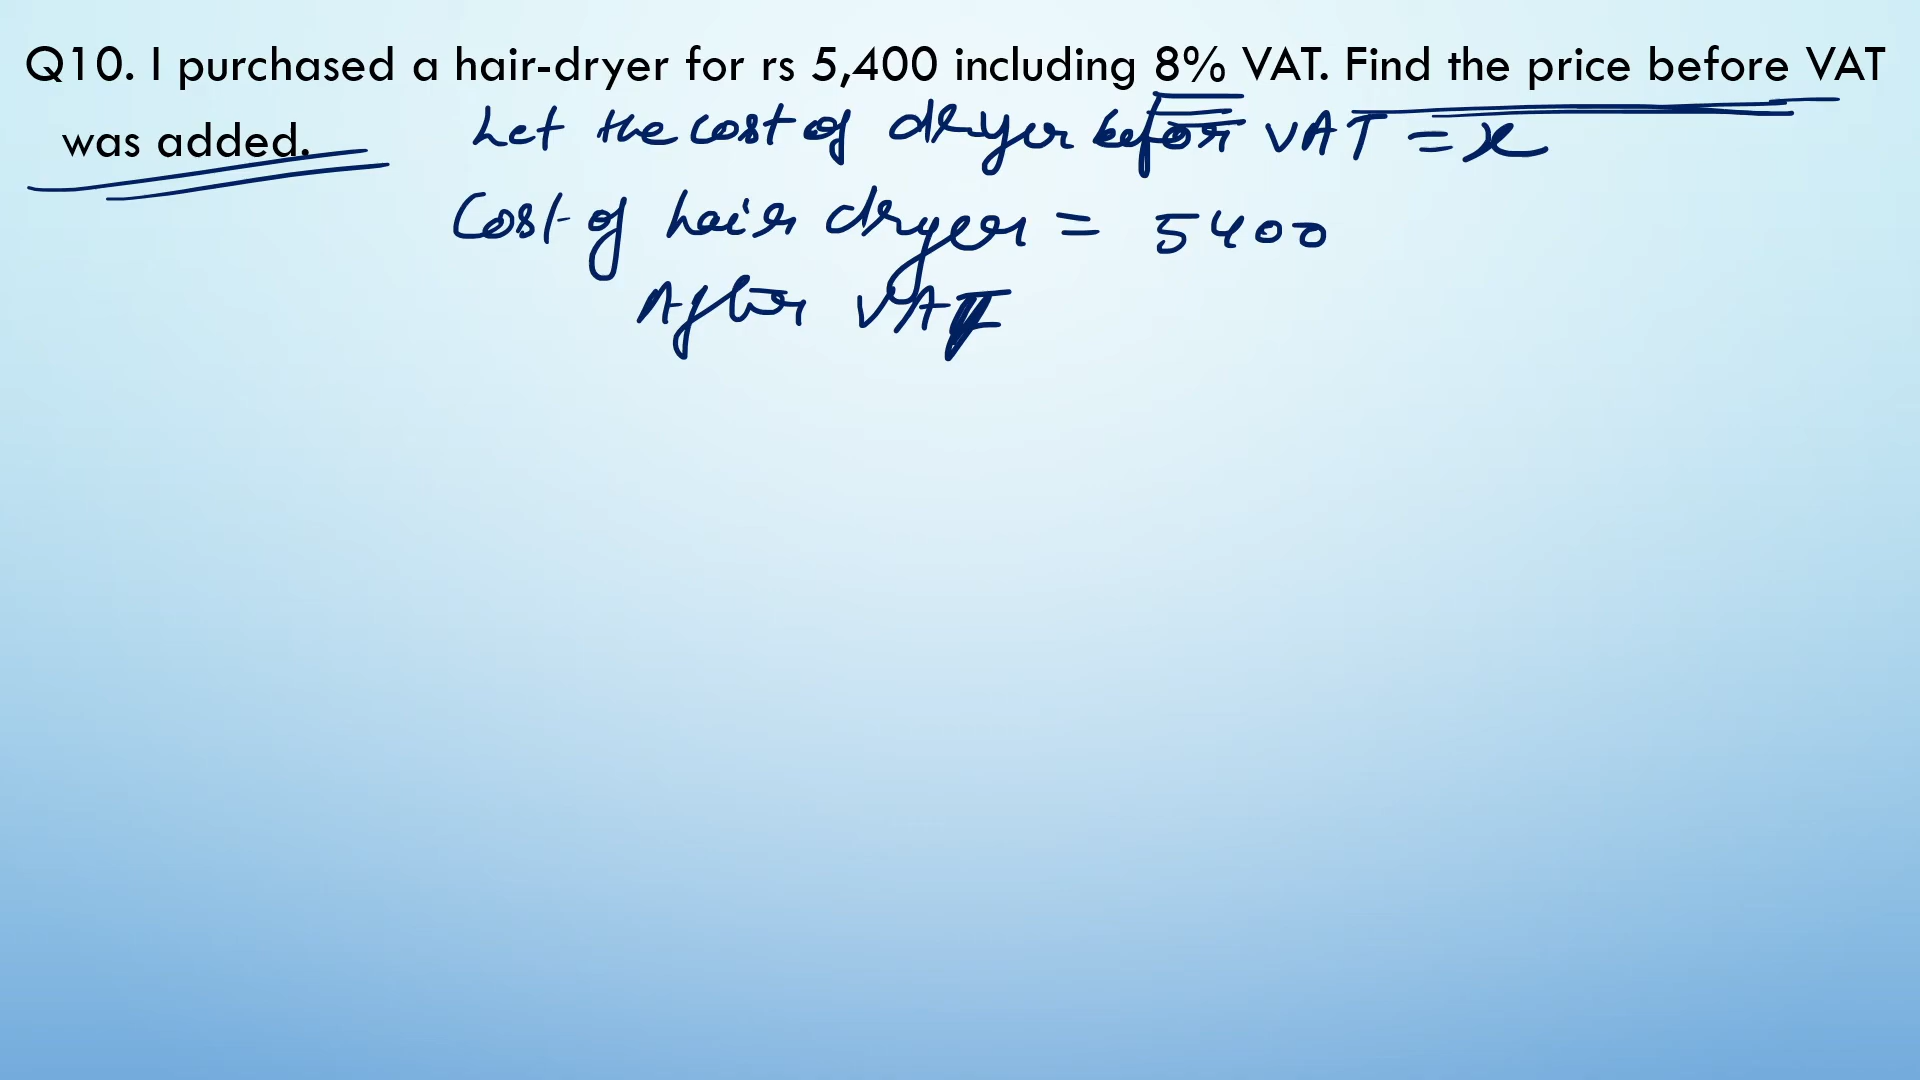 Q10. I purchased a hair-dryer for rs 5,400 including 8% VAT. Find the price before VAT
was added.
Let the cost of dryer before VAT = x
Cost of hair dryer = 5400
After VAT